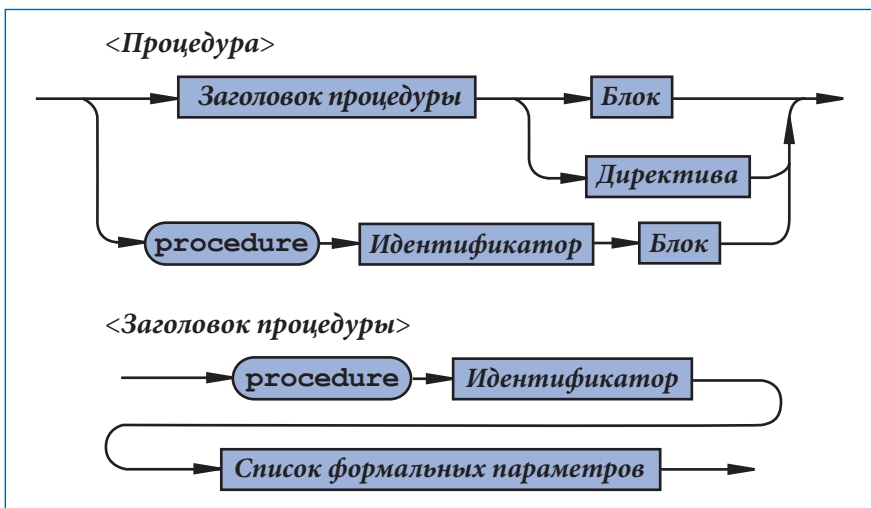 <Процедура>
Заголовок процедуры Блок
Директива
procedure Идентификатор Блок
<Заголовок процедуры>
procedure Идентификатор
Список формальных параметров